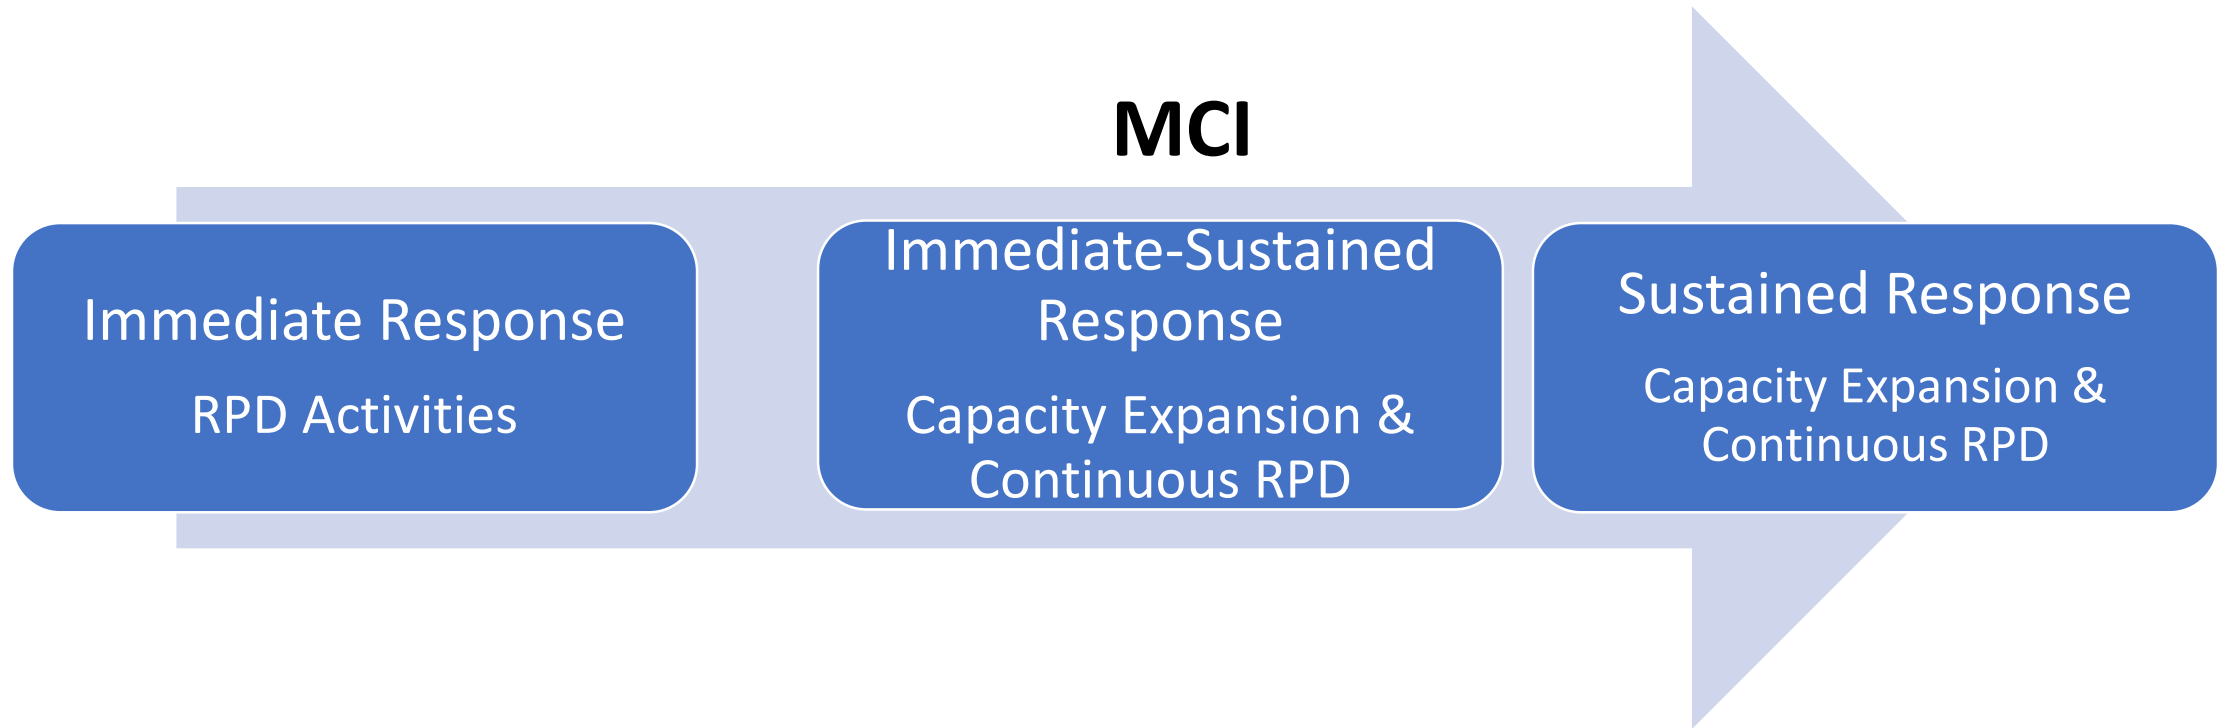 MCI
Immediate Response
RPD Activities
Immediate-Sustained
Response
Capacity Expansion &
Continuous RPD
Sustained Response
Capacity Expansion &
Continuous RPD